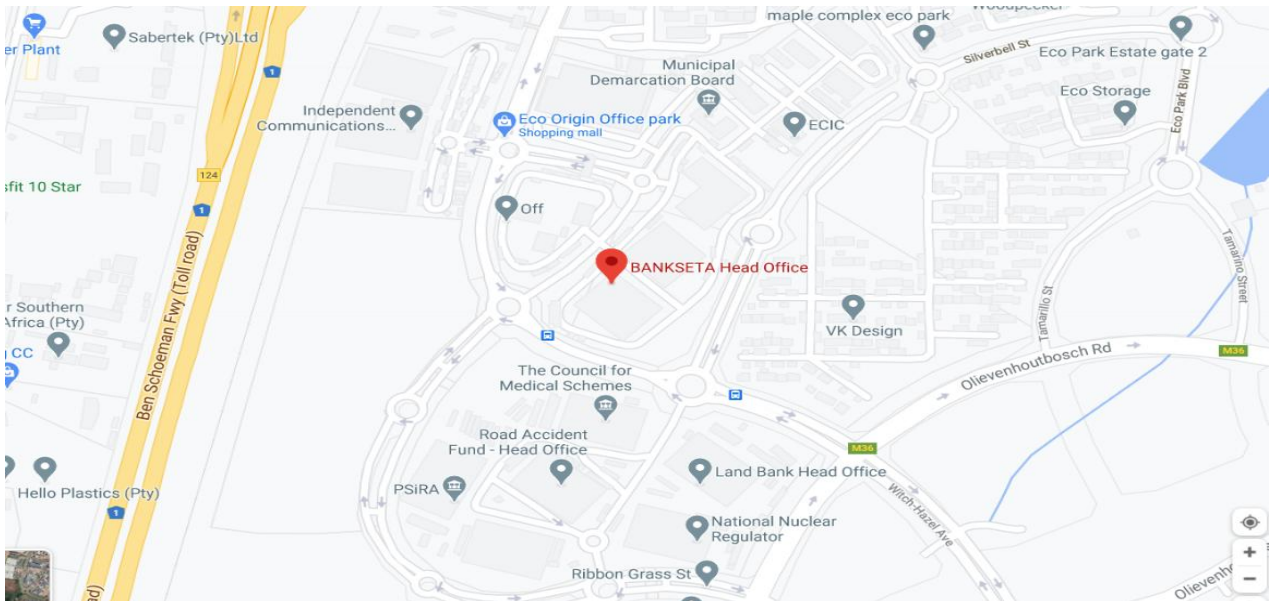 maple complex eco park
Sabertek (Pty)Ltd
er Plant
Silverbell St
Eco Park Estate gate 2
Municipal
Demarcation Board
Eco Storage
Eco Park Blvd
Independent
Communications...
Eco Origin Office park
Shopping mall
ECIC
1
124
sfit 10 Star
1
Off
Tamarino Street
BANKSETA Head Office
Ben Schoeman Fwy (Toll road)
r Southern
Africa (Pty)
VK Design
Tamarillo St
CC
Olievenhoutbosch Rd
M36
The Council for
Medical Schemes
Road Accident
Fund - Head Office
M36
Land Bank Head Office
PSiRA
Hello Plastics (Pty)
1
Witch-Hazel Ave
National Nuclear
Regulator
Ribbon Grass St
ad)
+
−